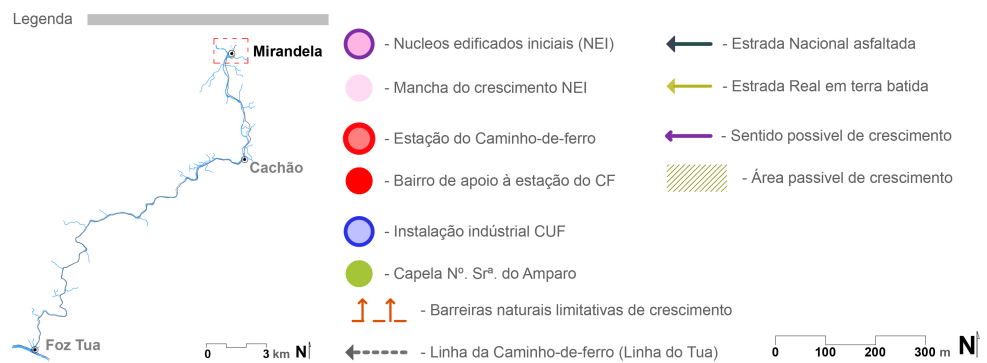 Legenda
Mirandela
Cachão
Foz Tua
0 3 km N
- Nucleos edificados iniciais (NEI)
- Mancha do crescimento NEI
- Estação do Caminho-de-ferro
- Bairro de apoio à estação do CF
- Instalação indústrial CUF
- Capela Nº. Srª. do Amparo
- Barreiras naturais limitativas de crescimento
- Linha da Caminho-de-ferro (Linha do Tua)
- Estrada Nacional asfaltada
- Estrada Real em terra batida
- Sentido possivel de crescimento
- Área passivel de crescimento
0 100 200 300 m N